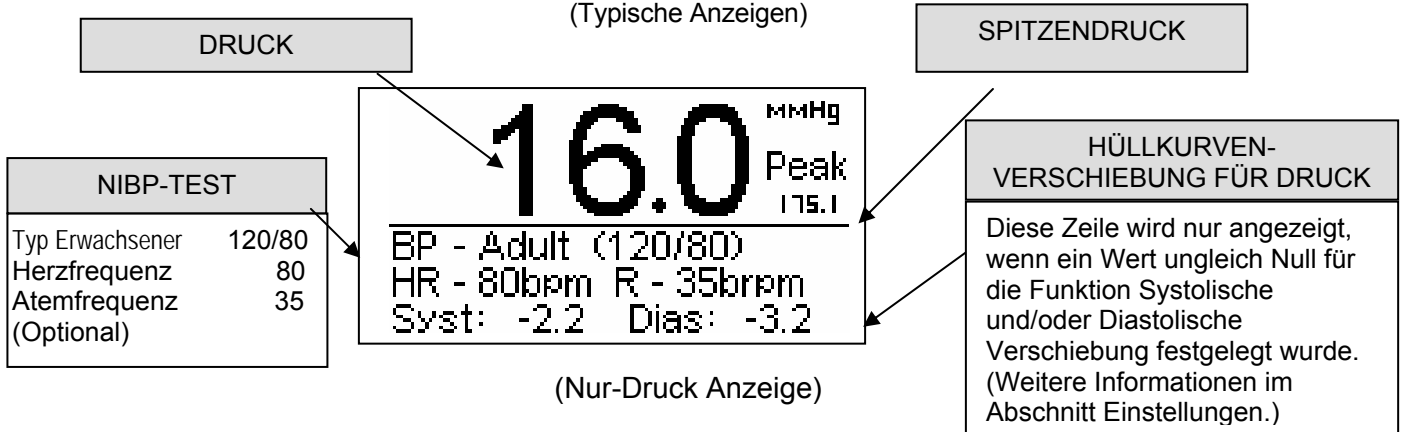 (Typische Anzeigen)
DRUCK
SPITZENDRUCK
16.0
MMHg
Peak
175.1
BP - Adult (120/80)
HR - 80bpm R - 35brpm
Syst: -2.2 Dias: -3.2
NIBP-TEST
Typ Erwachsener 120/80
Herzfrequenz 80
Atemfrequenz 35
(Optional)
HÜLLKURVEN-
VERSCHIEBUNG FÜR DRUCK
Diese Zeile wird nur angezeigt,
wenn ein Wert ungleich Null für
die Funktion Systolische
und/oder Diastolische
Verschiebung festgelegt wurde.
(Weitere Informationen im
Abschnitt Einstellungen.)
(Nur-Druck Anzeige)